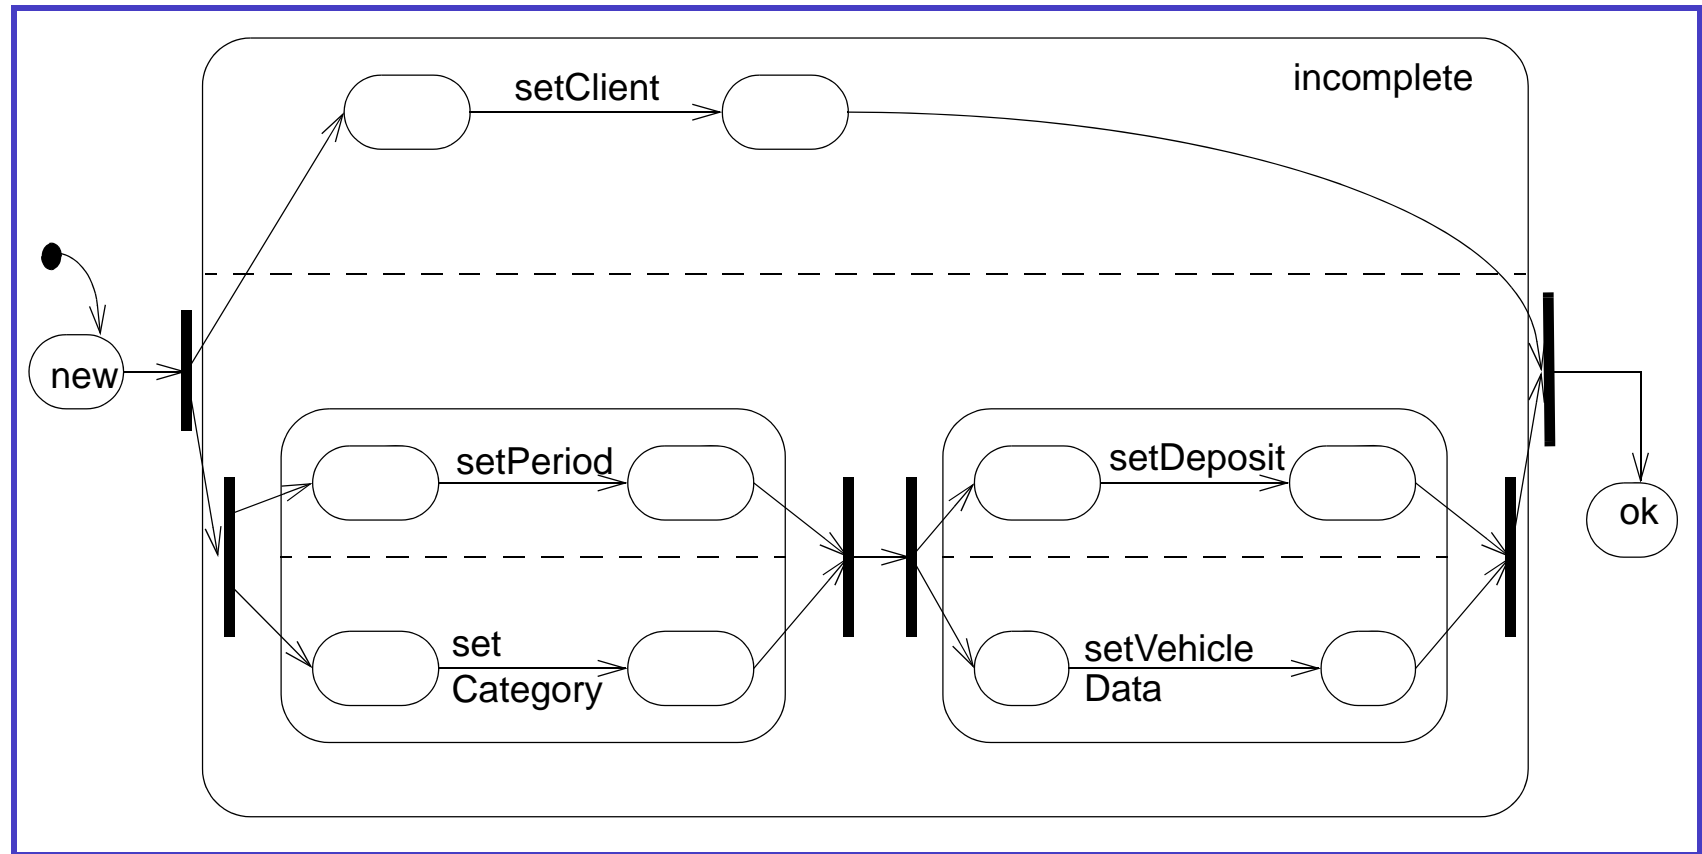 setClient
incomplete
new
setPeriod
setDeposit
ok
set
Category
setVehicle
Data